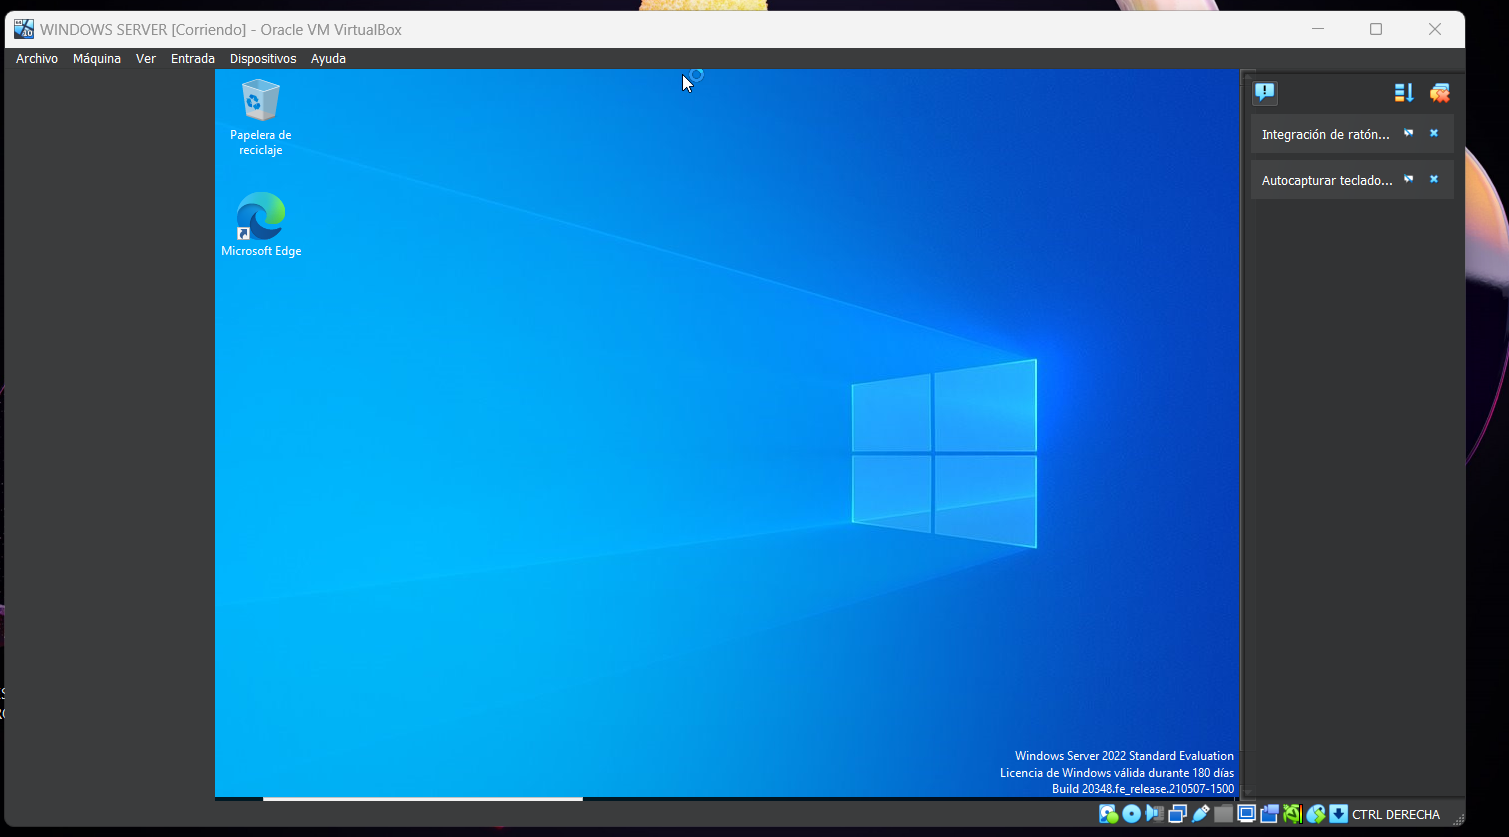 WINDOWS SERVER [Corriendo] - Oracle VM VirtualBox
Archivo Máquina Ver Entrada Dispositivos Ayuda
Papelera de
reciclaje
Microsoft Edge
Integración de ratón...
Autocapturar teclado...
Windows Server 2022 Standard Evaluation
Licencia de Windows válida durante 180 días
Build 20348.fe_release.210507-1500
CTRL DERECHA